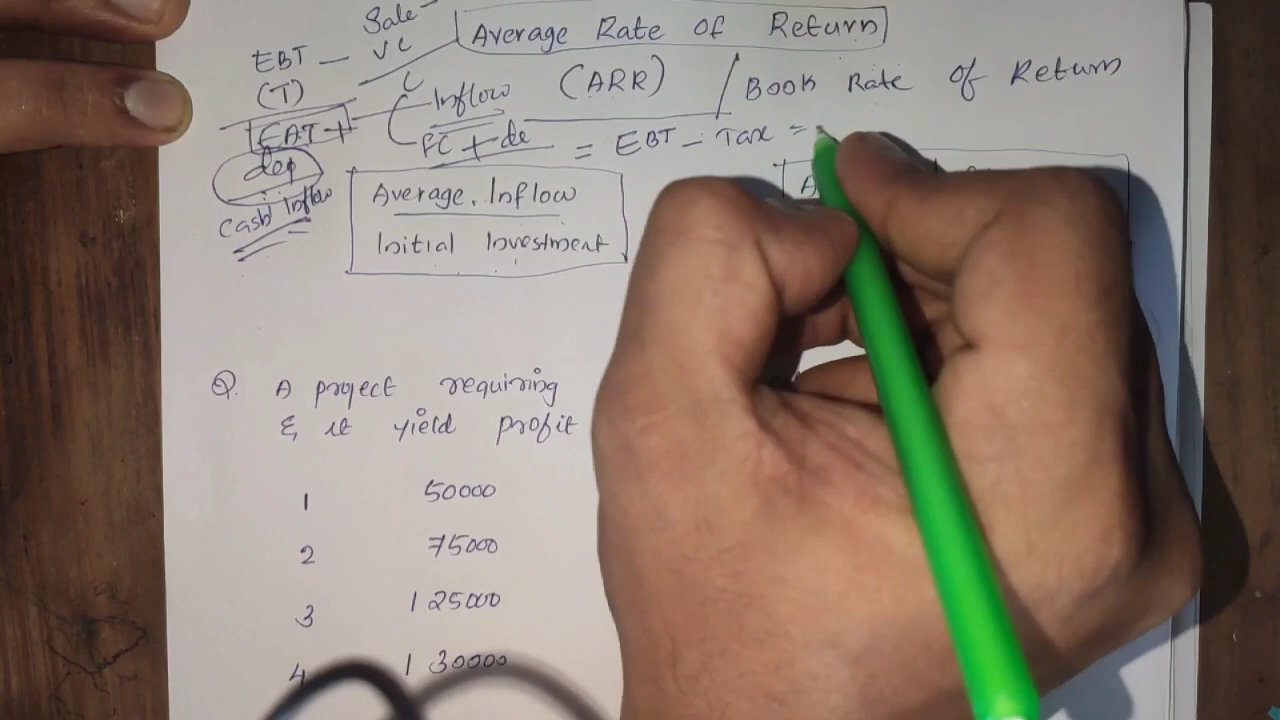 Sale -
Average Rate Of Return
EBT - VC
(T) C
(ARR) / Book Rate of Return
Inflow
EAT +
FC + de = EBT - Tax =
dep
A
Cash Inflow
Average Inflow
Initial Investment
Q. A project requiring
& it yield profit
1 50000
2 75000
3 125000
4 130000